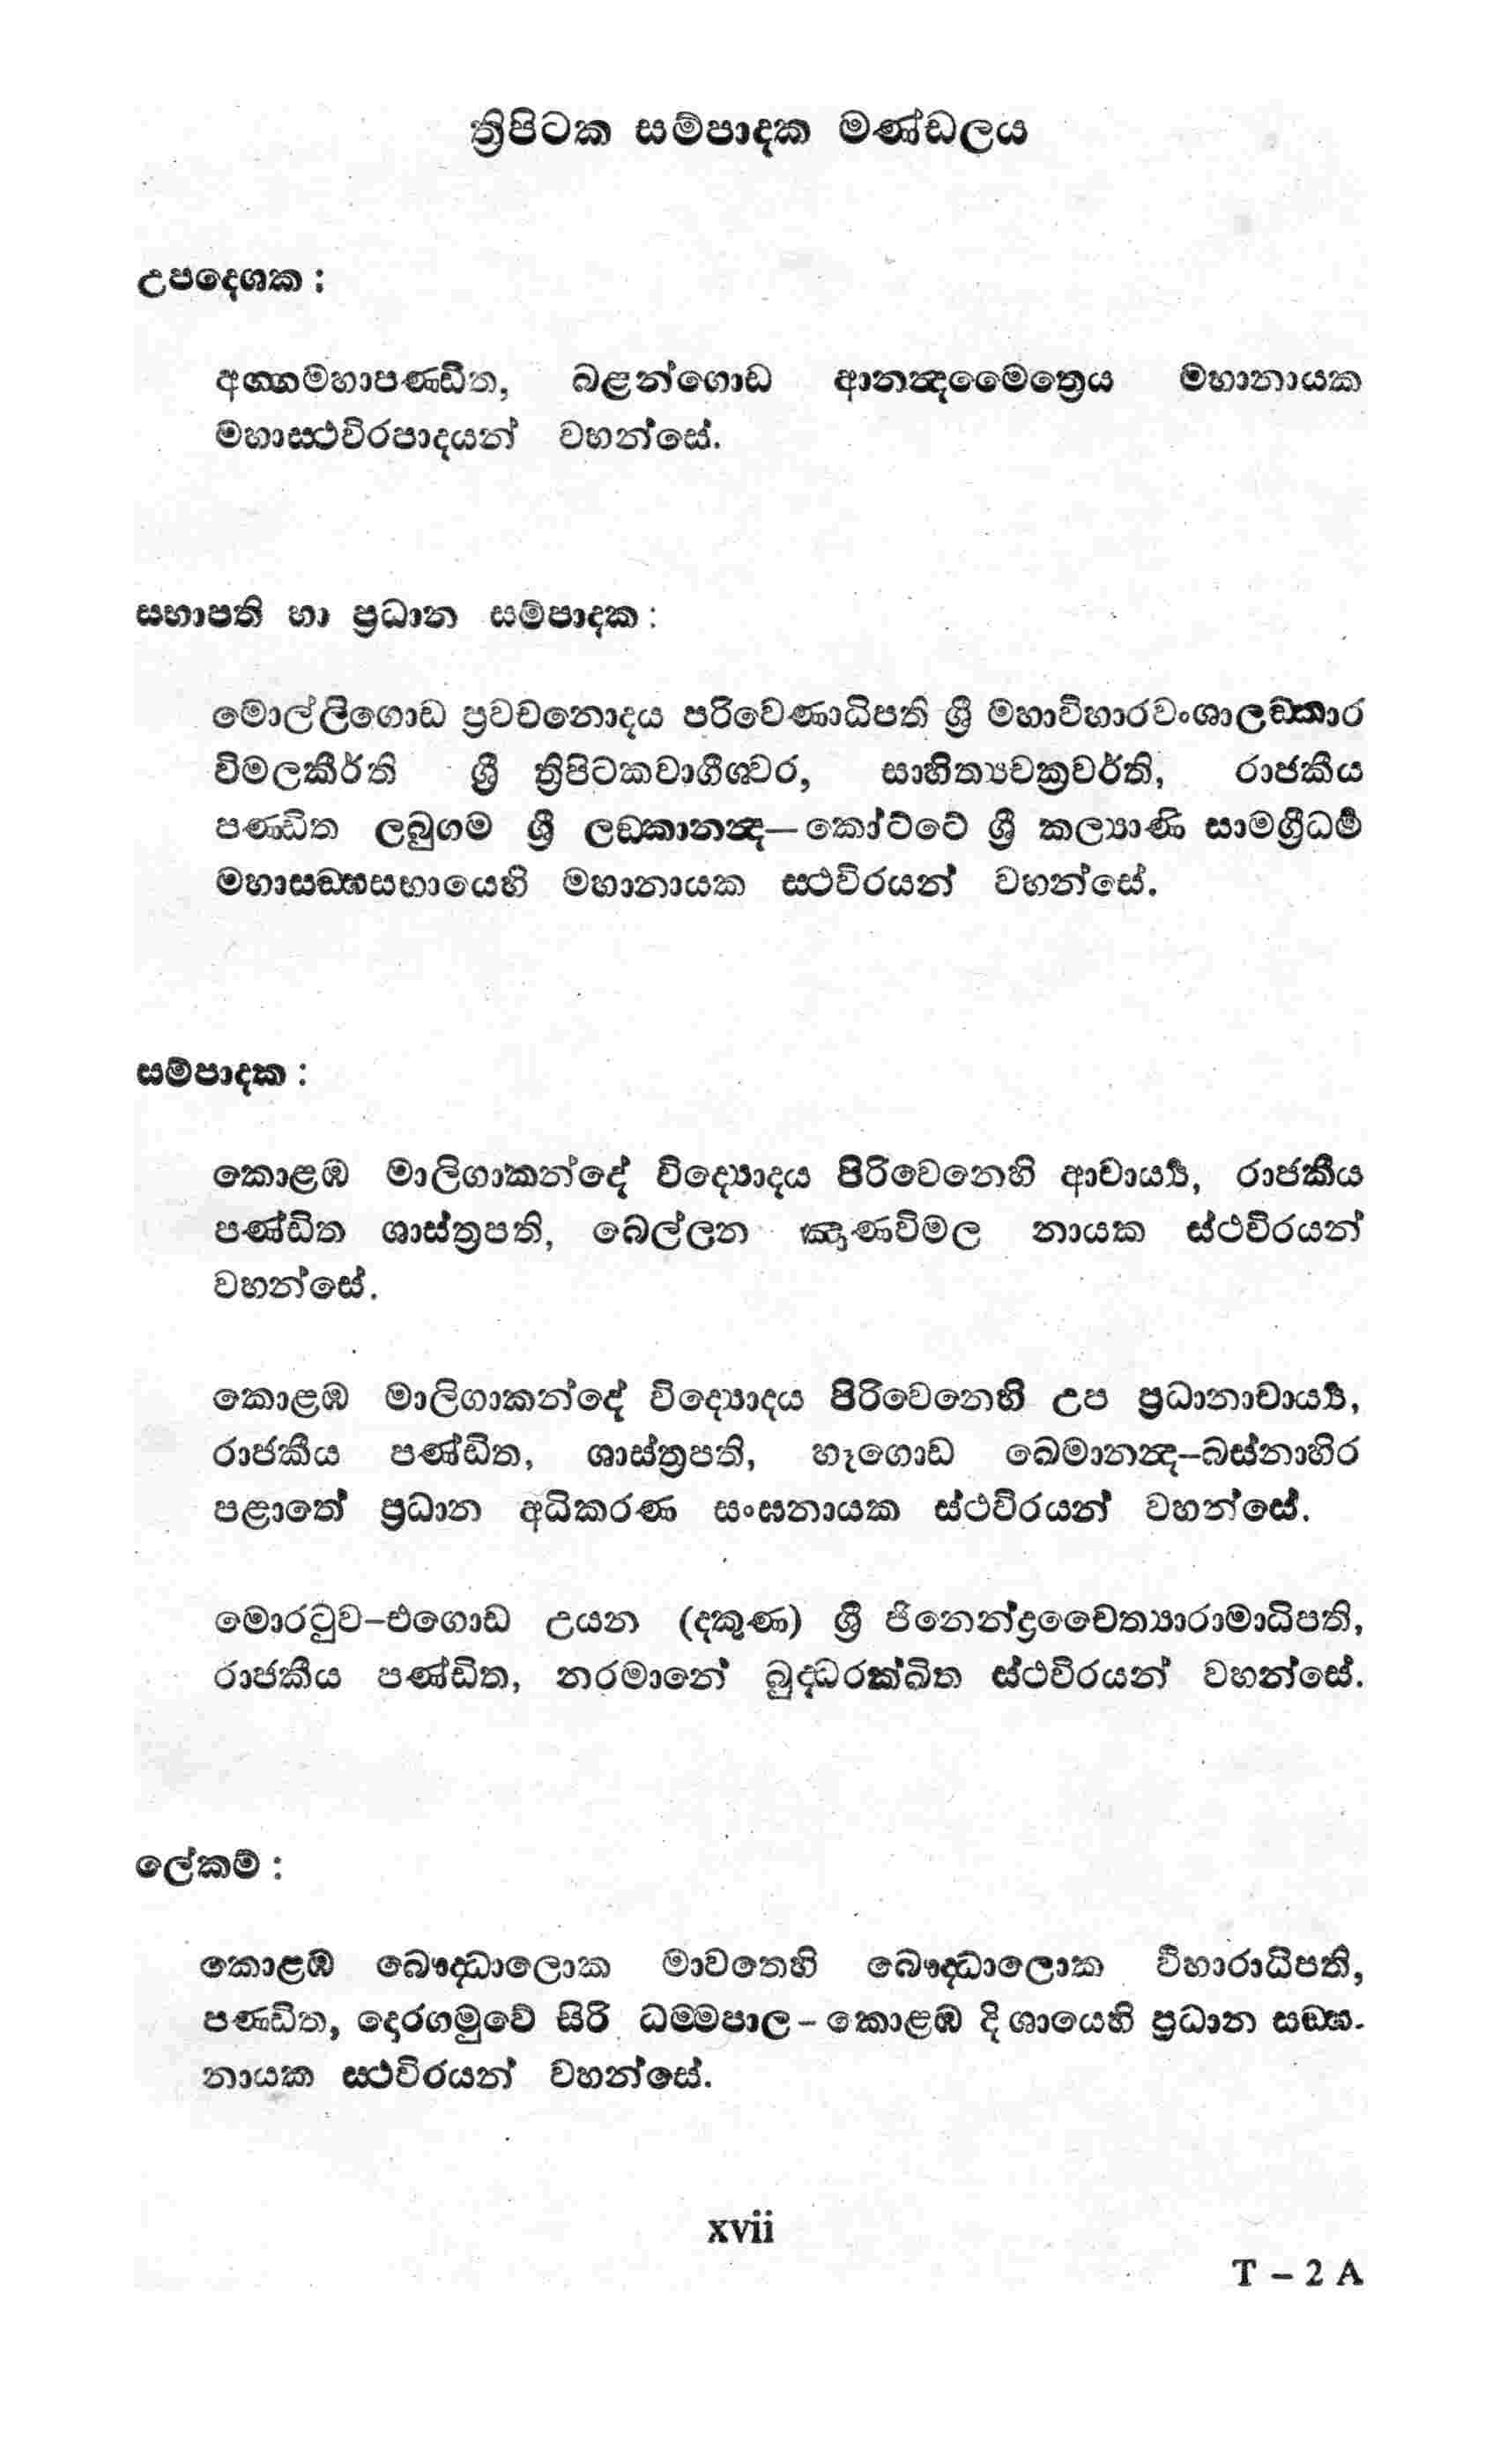 ත්‍රිපිටක සම්පාදක මණ්ඩලය
උපදෙශක :
අග්‍ගමහාපණ්‍ඩිත, බළන්ගොඩ ආනන්‍දමෛත්‍රෙය මහානායක
මහාස්‍ථවිරපාදයන් වහන්සේ.
සභාපති හා ප්‍රධාන සම්පාදක :
මොල්ලිගොඩ ප්‍රවචනොදය පරිවෙණාධිපති ශ්‍රී මහාවිහාරවංශාලඞ්කාර
විමලකීර්ති ශ්‍රී ත්‍රිපිටකවාගීශ්‍වර, සාහිත්‍යචක්‍රවර්ති, රාජකීය
පණ්‍ඩිත ලබුගම ශ්‍රී ලඞ්කානන්‍ද—කෝට්ටේ ශ්‍රී කල්‍යාණි සාමග්‍රීධර්‍ම
මහාසඞ්ඝසභායෙහි මහානායක ස්‍ථවිරයන් වහන්සේ.
සම්පාදක :
කොළඹ මාලිගාකන්දේ විද්‍යොදය පිරිවෙනෙහි ආචාර්‍ය්‍ය, රාජකීය
පණ්ඩිත ශාස්ත්‍රපති, බෙල්ලන ඤාණවිමල නායක ස්ථවිරයන්
වහන්සේ.
කොළඹ මාලිගාකන්දේ විද්‍යොදය පිරිවෙනෙහි උප ප්‍රධානාචාර්‍ය්‍ය,
රාජකීය පණ්ඩිත, ශාස්ත්‍රපති, හෑගොඩ ඛෙමානන්‍ද-බස්නාහිර
පළාතේ ප්‍රධාන අධිකරණ සංඝනායක ස්ථවිරයන් වහන්සේ.
මොරටුව-එගොඩ උයන (දකුණ) ශ්‍රී ජිනෙන්ද්‍රචෛත්‍යාරාමාධිපති,
රාජකීය පණ්ඩිත, නරමානේ බුද්‍ධරක්ඛිත ස්ථවිරයන් වහන්සේ.
ලේකම් :
කොළඹ බෞද්‍ධාලොක මාවතෙහි බෞද්‍ධාලොක විහාරාධිපති,
පණ්‍ඩිත, දොරගමුවේ සිරි ධම්‍මපාල - කොළඹ දිශායෙහි ප්‍රධාන සඞ්ඝ-
නායක ස්‍ථවිරයන් වහන්සේ.
xvii
T – 2 A